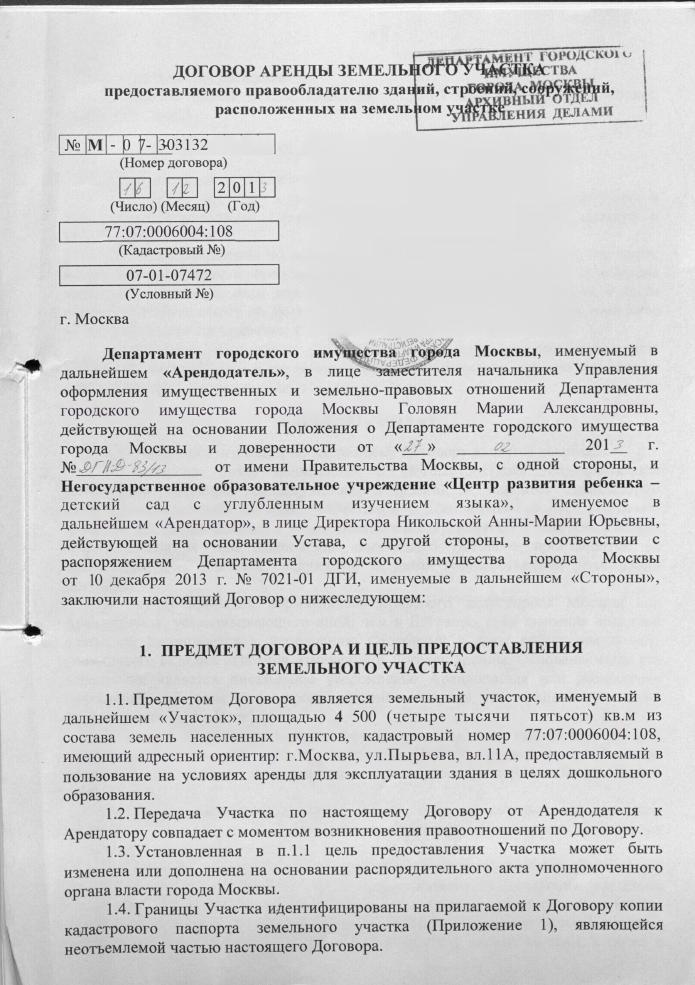 ДЕПАРТАМЕНТ ГОРОДСКОГО
ИМУЩЕСТВА
ГОРОДА МОСКВЫ
АРХИВНЫЙ ОТДЕЛ
УПРАВЛЕНИЯ ДЕЛАМИ
ДОГОВОР АРЕНДЫ ЗЕМЕЛЬНОГО УЧАСТКА
предоставляемого правообладателю зданий, строений, сооружений,
расположенных на земельном участке
№ М - 0 7- 303132
(Номер договора)
16 12 2013
(Число) (Месяц) (Год)
77:07:0006004:108
(Кадастровый №)
07-01-07472
(Условный №)
г. Москва
Департамент городского имущества города Москвы, именуемый в
дальнейшем «Арендодатель», в лице заместителя начальника Управления
оформления имущественных и земельно-правовых отношений Департамента
городского имущества города Москвы Головян Марии Александровны,
действующей на основании Положения о Департаменте городского имущества
города Москвы и доверенности от «27» 02 2013 г.
№ ДГИ-Д-83/13 от имени Правительства Москвы, с одной стороны, и
Негосударственное образовательное учреждение «Центр развития ребенка –
детский сад с углубленным изучением языка», именуемое в
дальнейшем «Арендатор», в лице Директора Никольской Анны-Марии Юрьевны,
действующей на основании Устава, с другой стороны, в соответствии с
распоряжением Департамента городского имущества города Москвы
от 10 декабря 2013 г. № 7021-01 ДГИ, именуемые в дальнейшем «Стороны»,
заключили настоящий Договор о нижеследующем:
1. ПРЕДМЕТ ДОГОВОРА И ЦЕЛЬ ПРЕДОСТАВЛЕНИЯ
ЗЕМЕЛЬНОГО УЧАСТКА
1.1. Предметом Договора является земельный участок, именуемый в
дальнейшем «Участок», площадью 4 500 (четыре тысячи пятьсот) кв.м из
состава земель населенных пунктов, кадастровый номер 77:07:0006004:108,
имеющий адресный ориентир: г.Москва, ул.Пырьева, вл.11А, предоставляемый в
пользование на условиях аренды для эксплуатации здания в целях дошкольного
образования.
1.2. Передача Участка по настоящему Договору от Арендодателя к
Арендатору совпадает с моментом возникновения правоотношений по Договору.
1.3. Установленная в п.1.1 цель предоставления Участка может быть
изменена или дополнена на основании распорядительного акта уполномоченного
органа власти города Москвы.
1.4. Границы Участка идентифицированы на прилагаемой к Договору копии
кадастрового паспорта земельного участка (Приложение 1), являющейся
неотъемлемой частью настоящего Договора.